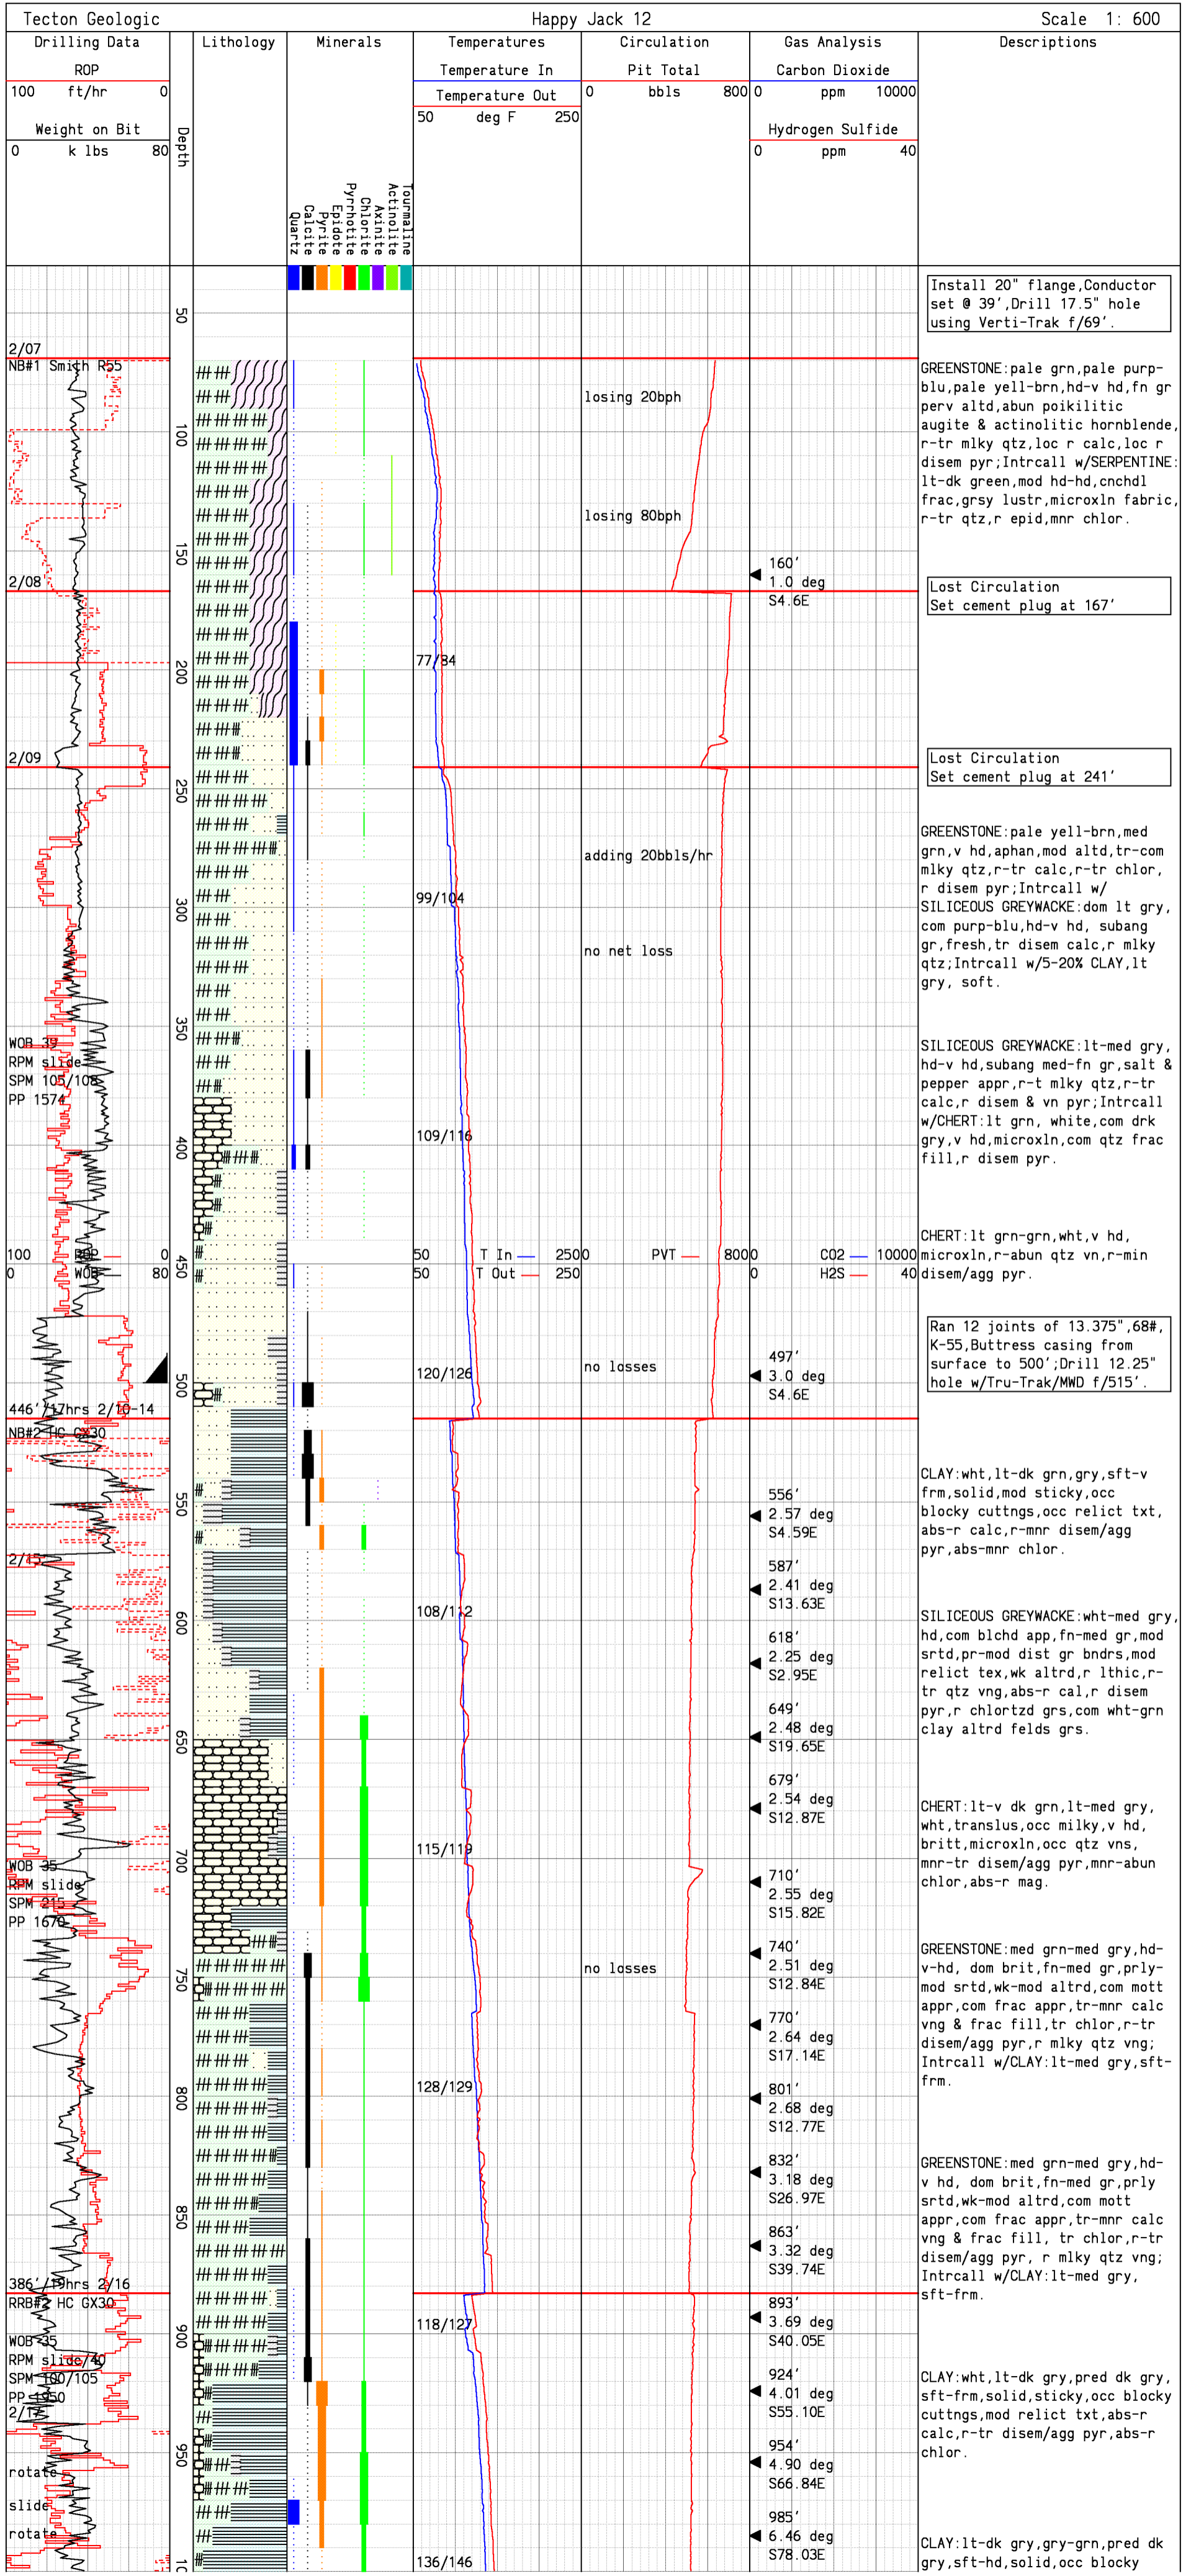 Tecton Geologic
Happy Jack 12
Scale 1: 600
Drilling Data
Lithology
Minerals
Temperatures
Circulation
Gas Analysis
Descriptions
ROP
100 ft/hr 0
Weight on Bit
0 k lbs 80
Depth
Quartz
Calcite
Pyrite
Epidote
Pyrrhotite
Chlorite
Axinite
Actinolite
Tourmaline
Temperature In
Temperature Out
50 deg F 250
Pit Total
0 bbls 800
Carbon Dioxide
0 ppm 10000
Hydrogen Sulfide
0 ppm 40
Install 20" flange,Conductor
set @ 39',Drill 17.5" hole
using Verti-Trak f/69'.
50
2/07
NB#1 Smith R55
GREENSTONE:pale grn,pale purp-
blu,pale yell-brn,hd-v hd,fn gr
perv altd,abun poikilitic
augite & actinolitic hornblende,
r-tr mlky qtz,loc r calc,loc r
disem pyr;Intrcall w/SERPENTINE:
lt-dk green,mod hd-hd,cnchdl
frac,grsy lustr,microxln fabric,
r-tr qtz,r epid,mnr chlor.
losing 20bph
100
losing 80bph
150
160'
1.0 deg
S4.6E
2/08
Lost Circulation
Set cement plug at 167'
77/84
200
2/09
Lost Circulation
Set cement plug at 241'
250
adding 20bbls/hr
GREENSTONE:pale yell-brn,med
grn,v hd,aphan,mod altd,tr-com
mlky qtz,r-tr calc,r-tr chlor,
r disem pyr;Intrcall w/
SILICEOUS GREYWACKE:dom lt gry,
com purp-blu,hd-v hd, subang
gr,fresh,tr disem calc,r mlky
qtz;Intrcall w/5-20% CLAY,lt
gry, soft.
99/104
300
no net loss
350
WOB 35
RPM slide
SPM 105/108
PP 1574
SILICEOUS GREYWACKE:lt-med gry,
hd-v hd,subang med-fn gr,salt &
pepper appr,r-t mlky qtz,r-tr
calc,r disem & vn pyr;Intrcall
w/CHERT:lt grn, white,com drk
gry,v hd,microxln,com qtz frac
fill,r disem pyr.
109/116
400
CHERT:lt grn-grn,wht,v hd,
microxln,r-abun qtz vn,r-min
disem/agg pyr.
100 ROP 0
0 WOB 80
450
50 T In 250
50 T Out 250
0 PVT 800
0 CO2 10000
0 H2S 40
Ran 12 joints of 13.375",68#,
K-55,Buttress casing from
surface to 500';Drill 12.25"
hole w/Tru-Trak/MWD f/515'.
120/126
no losses
497'
3.0 deg
S4.6E
500
446'/17hrs 2/10-14
NB#2 HC GX30
CLAY:wht,lt-dk grn,gry,sft-v
frm,solid,mod sticky,occ
blocky cuttngs,occ relict txt,
abs-r calc,r-mnr disem/agg
pyr,abs-mnr chlor.
550
556'
2.57 deg
S4.59E
2/15
587'
2.41 deg
S13.63E
108/112
600
618'
2.25 deg
S2.95E
SILICEOUS GREYWACKE:wht-med gry,
hd,com blchd app,fn-med gr,mod
srtd,pr-mod dist gr bndrs,mod
relict tex,wk altrd,r lthic,r-
tr qtz vng,abs-r cal,r disem
pyr,r chlortzd grs,com wht-grn
clay altrd felds grs.
650
649'
2.48 deg
S19.65E
679'
2.54 deg
S12.87E
CHERT:lt-v dk grn,lt-med gry,
wht,translus,occ milky,v hd,
britt,microxln,occ qtz vns,
mnr-tr disem/agg pyr,mnr-abun
chlor,abs-r mag.
115/119
700
WOB 35
RPM slide
SPM 215
PP 1670
710'
2.55 deg
S15.82E
740'
2.51 deg
S12.84E
no losses
750
GREENSTONE:med grn-med gry,hd-
v-hd, dom brit,fn-med gr,prly-
mod srtd,wk-mod altrd,com mott
appr,com frac appr,tr-mnr calc
vng & frac fill,tr chlor,r-tr
disem/agg pyr,r mlky qtz vng;
Intrcall w/CLAY:lt-med gry,sft-
frm.
770'
2.64 deg
S17.14E
128/129
800
801'
2.68 deg
S12.77E
832'
3.18 deg
S26.97E
850
863'
3.32 deg
S39.74E
GREENSTONE:med grn-med gry,hd-
v hd, dom brit,fn-med gr,prly
srtd,wk-mod altrd,com mott
appr,com frac appr,tr-mnr calc
vng & frac fill, tr chlor,r-tr
disem/agg pyr, r mlky qtz vng;
Intrcall w/CLAY:lt-med gry,
sft-frm.
386'/19hrs 2/16
RRB#2 HC GX30
893'
3.69 deg
S40.05E
118/127
900
WOB 35
RPM slide/40
SPM 100/105
PP 1950
2/17
924'
4.01 deg
S55.10E
CLAY:wht,lt-dk gry,pred dk gry,
sft-frm,solid,sticky,occ blocky
cuttngs,mod relict txt,abs-r
calc,r-tr disem/agg pyr,abs-r
chlor.
950
954'
4.90 deg
S66.84E
rotate
slide
rotate
985'
6.46 deg
S78.03E
136/146
10
CLAY:lt-dk gry,gry-grn,pred dk
gry,sft-hd,solid,occ blocky